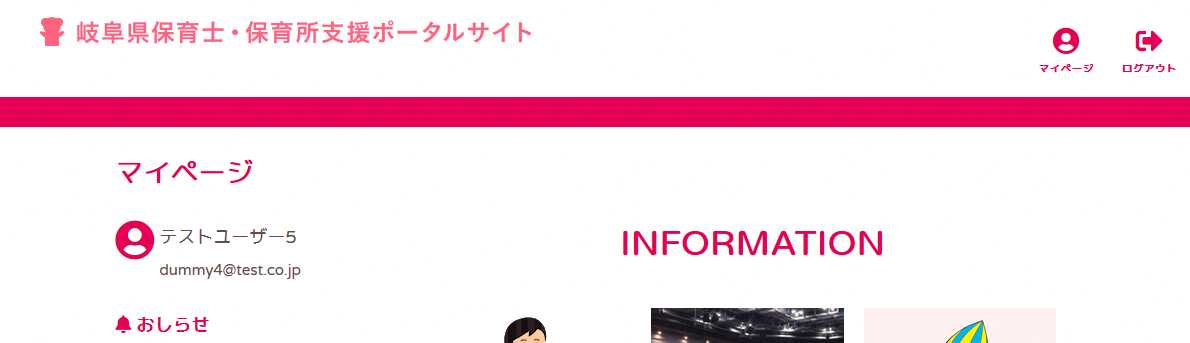 岐阜県保育士・保育所支援ポータルサイト
マイページ
ログアウト
マイページ
テストユーザー5
dummy4@test.co.jp
おしらせ
INFORMATION